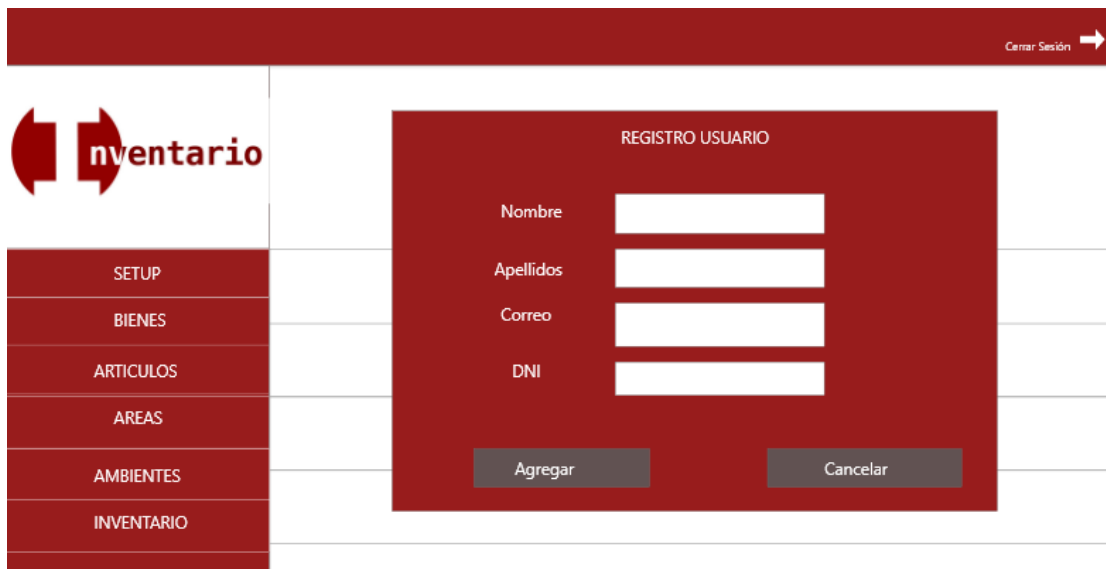 Cerrar Sesión
nventario
REGISTRO USUARIO
Nombre
Apellidos
Correo
DNI
Agregar
Cancelar
SETUP
BIENES
ARTICULOS
AREAS
AMBIENTES
INVENTARIO